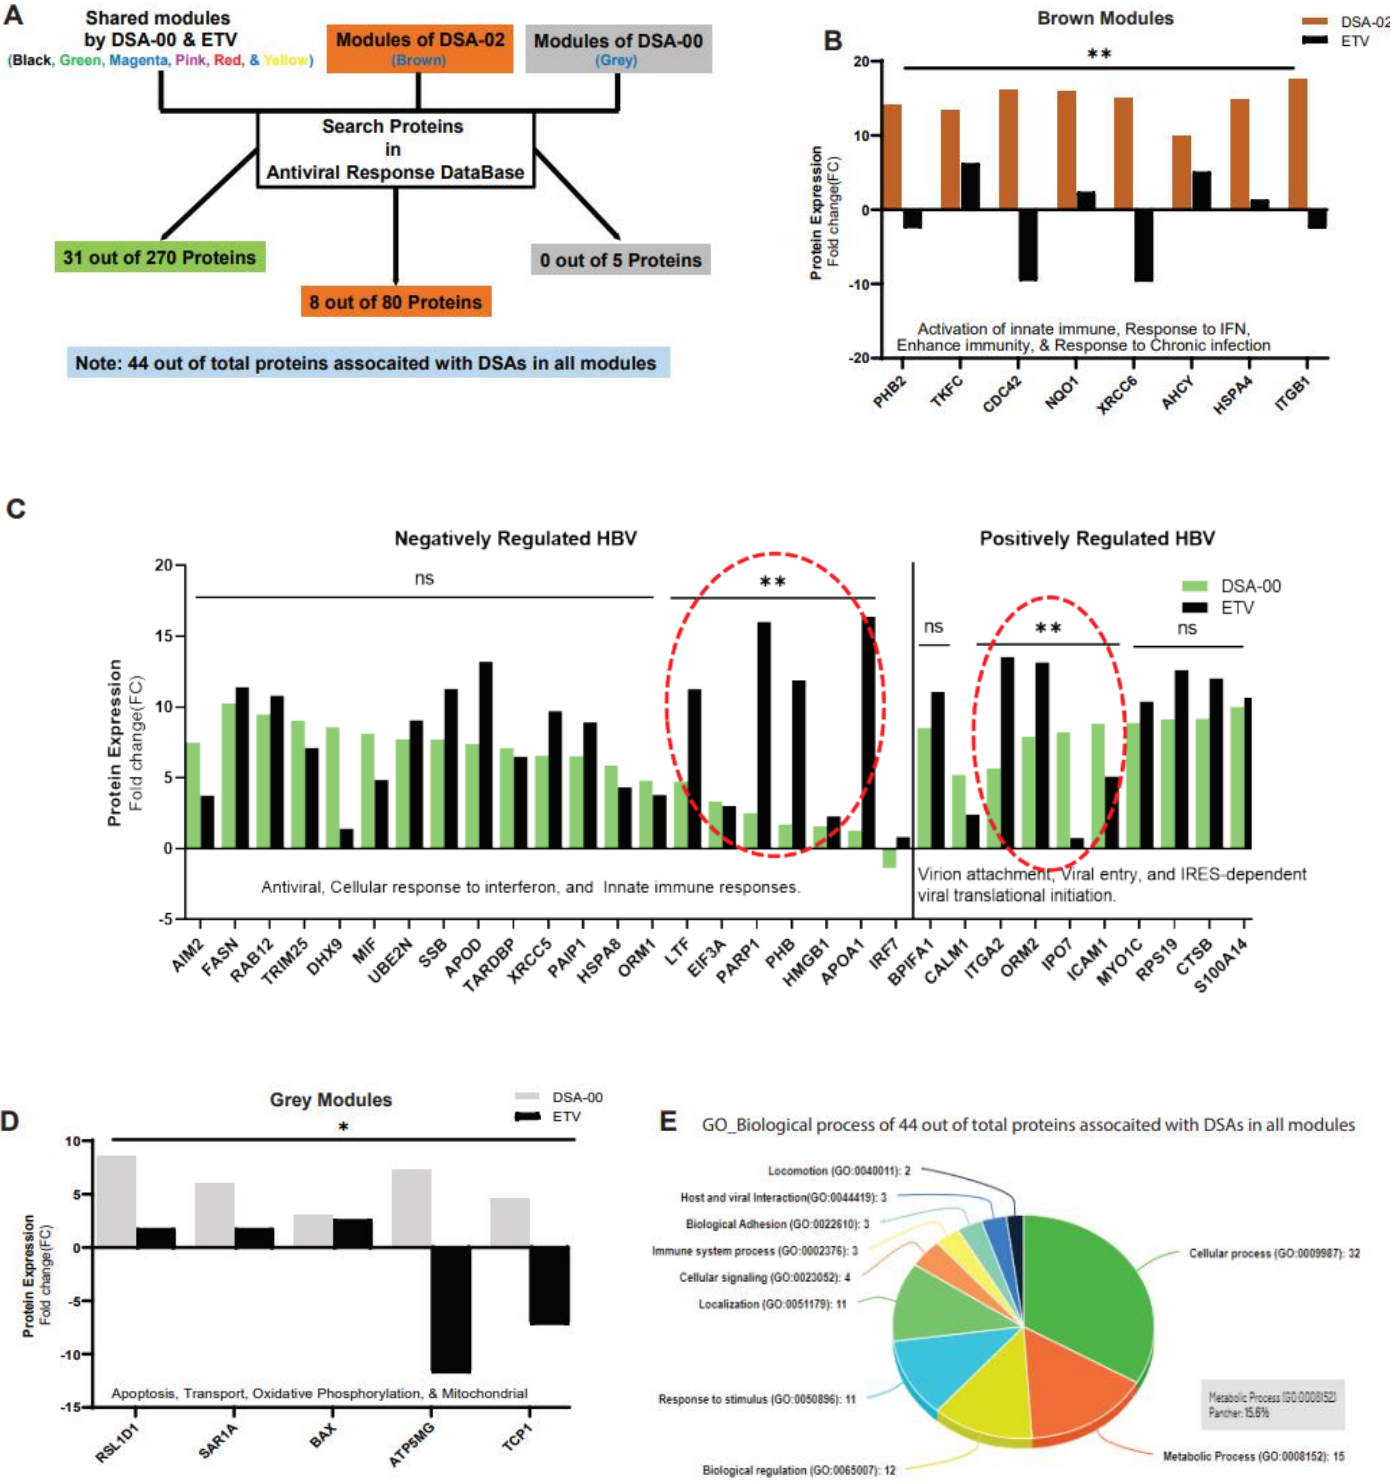 A
Shared modules
by DSA-00 & ETV
(Black, Green, Magenta, Pink, Red, & Yellow)
Modules of DSA-02
(Brown)
Modules of DSA-00
(Grey)
Search Proteins
in
Antiviral Response DataBase
31 out of 270 Proteins
8 out of 80 Proteins
0 out of 5 Proteins
Note: 44 out of total proteins assocaited with DSAs in all modules
B
Brown Modules
DSA-02
ETV
**
Protein Expression
Fold change(FC)
20
10
0
-10
-20
Activation of innate immune, Response to IFN,
Enhance immunity, & Response to Chronic infection
PHB2
TKFC
CDC42
NQO1
XRCC6
AHCY
HSPA4
ITGB1
C
Negatively Regulated HBV
Positively Regulated HBV
DSA-00
ETV
ns
**
ns
**
ns
Protein Expression
Fold change(FC)
20
15
10
5
0
-5
Antiviral, Cellular response to interferon, and Innate immune responses.
Virion attachment, Viral entry, and IRES-dependent
viral translational initiation.
AIM2
FASN
RAB12
TRIM25
DHX9
MIF
UBE2N
SSB
APOD
TARDBP
XRCC5
PAIP1
HSPA8
ORM1
LTF
EIF3A
PARP1
PHB
HMGB1
APOA1
IRF7
BPIFA1
CALM1
ITGA2
ORM2
IPO7
ICAM1
MYO1C
RPS19
CTSB
S100A14
D
Grey Modules
DSA-00
ETV
*
Protein Expression
Fold change(FC)
10
5
0
-5
-10
-15
Apoptosis, Transport, Oxidative Phosphorylation, & Mitochondrial
RSL1D1
SAR1A
BAX
ATP5MG
TCP1
E
GO_Biological process of 44 out of total proteins assocaited with DSAs in all modules
Locomotion (GO:0040011): 2
Host and viral Interaction(GO:0044419): 3
Biological Adhesion (GO:0022610): 3
Immune system process (GO:0002376): 3
Cellular signaling (GO:0023052): 4
Localization (GO:0051179): 11
Response to stimulus (GO:0050896): 11
Biological regulation (GO:0065007): 12
Cellular process (GO:0009987): 32
Metabolic Process (GO:0008152)
Panther: 15.6%
Metabolic Process (GO:0008152): 15